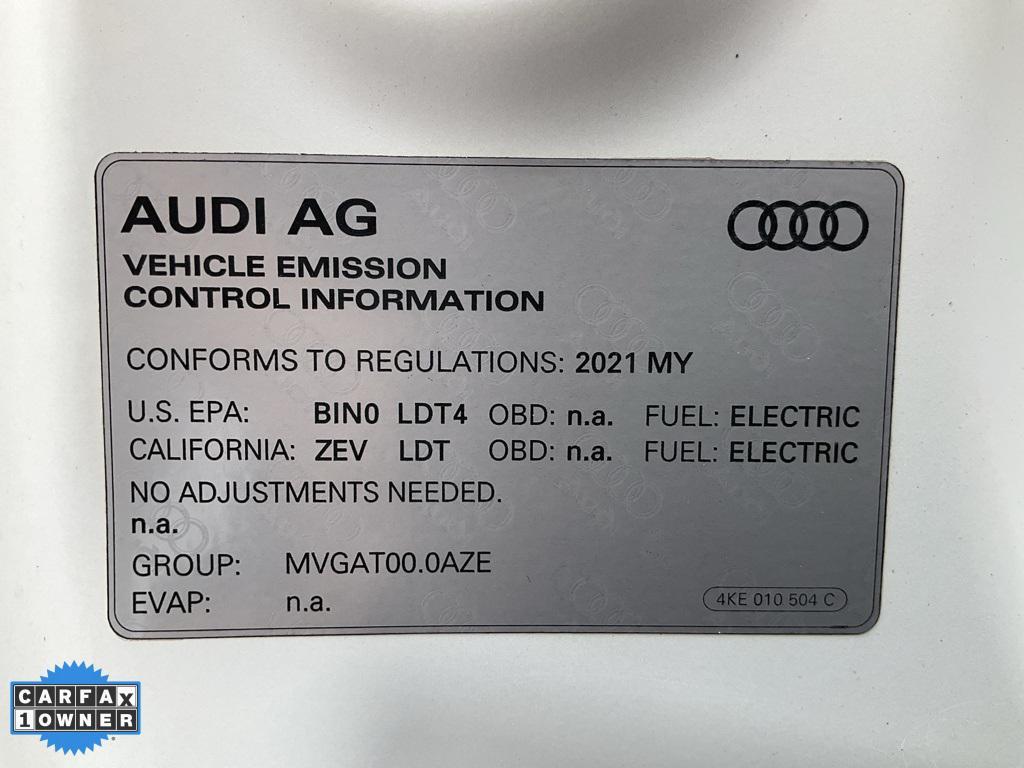 AUDI AG
VEHICLE EMISSION
CONTROL INFORMATION
CONFORMS TO REGULATIONS: 2021 MY
U.S. EPA: BIN0 LDT4 OBD: n.a. FUEL: ELECTRIC
CALIFORNIA: ZEV LDT OBD: n.a. FUEL: ELECTRIC
NO ADJUSTMENTS NEEDED.
n.a.
GROUP: MVGAT00.0AZE
EVAP: n.a.
4KE 010 504 C
CARFAX
1 OWNER